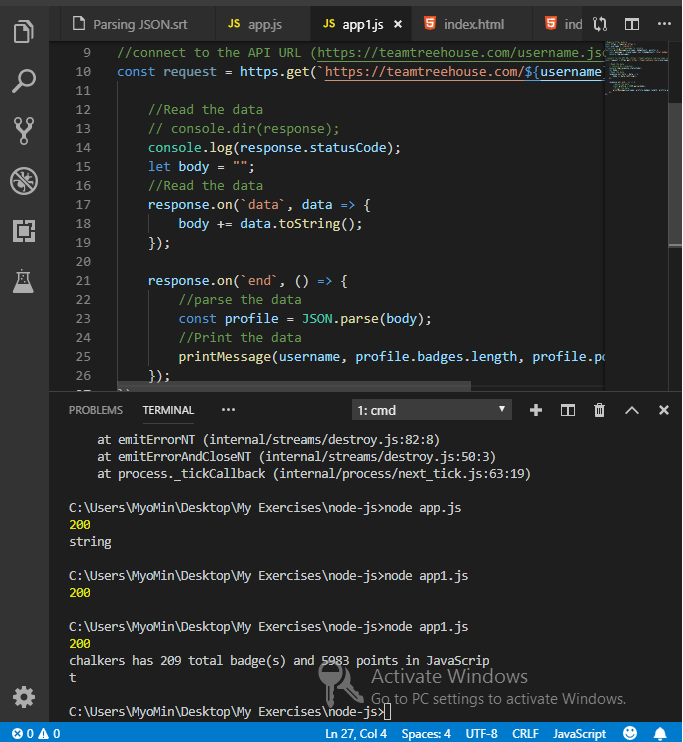 Parsing JSON.srt
JS app.js
JS app1.js
index.html
ind
9 //connect to the API URL (https://teamtreehouse.com/username.jso
10 const request = https.get(`https://teamtreehouse.com/${username
11
12 //Read the data
13 // console.dir(response);
14 console.log(response.statusCode);
15 let body = "";
16 //Read the data
17 response.on(`data`, data => {
18 body += data.toString();
19 });
20
21 response.on(`end`, () => {
22 //parse the data
23 const profile = JSON.parse(body);
24 //Print the data
25 printMessage(username, profile.badges.length, profile.po
26 });
PROBLEMS TERMINAL 1: cmd
at emitErrorNT (internal/streams/destroy.js:82:8)
at emitErrorAndCloseNT (internal/streams/destroy.js:50:3)
at process._tickCallback (internal/process/next_tick.js:63:19)
C:\Users\MyoMin\Desktop\My Exercises\node-js>node app.js
200
string
C:\Users\MyoMin\Desktop\My Exercises\node-js>node app1.js
200
C:\Users\MyoMin\Desktop\My Exercises\node-js>node app1.js
200
chalkers has 209 total badge(s) and 5983 points in JavaScrip
t
Activate Windows
Go to PC settings to activate Windows.
C:\Users\MyoMin\Desktop\My Exercises\node-js>
0 0 Ln 27, Col 4 Spaces: 4 UTF-8 CRLF JavaScript